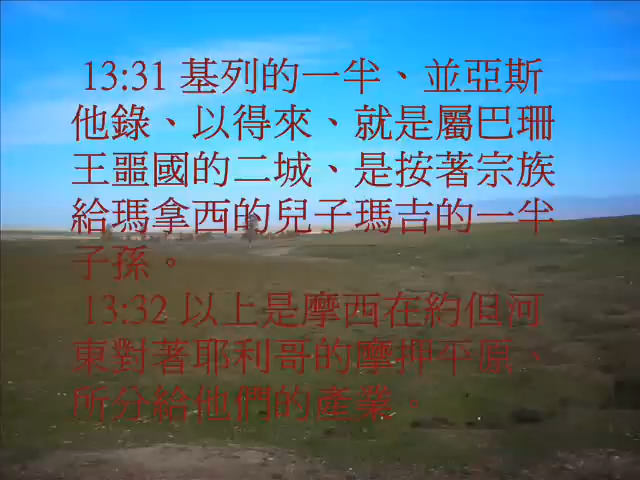 13:31 基列的一半、並亞斯
他錄、以得來、就是屬巴珊
王噩國的二城、是按著宗族
給瑪拿西的兒子瑪吉的一半
子孫。
13:32 以上是摩西在約但河
東對著耶利哥的摩押平原、
所分給他們的產業。